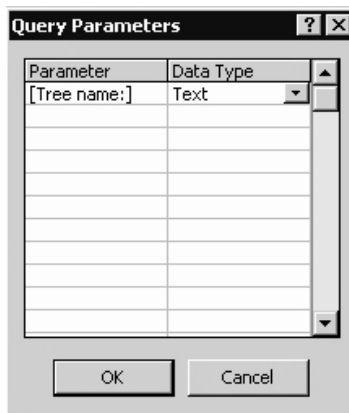 Query Parameters ? X
Parameter Data Type
[Tree name:] Text
OK Cancel